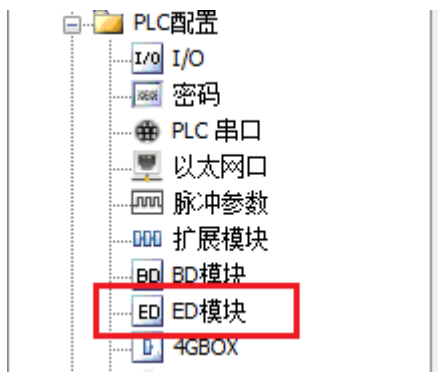 PLC配置
I/O I/O
密码
PLC 串口
以太网口
脉冲参数
扩展模块
BD BD模块
ED ED模块
4GBOX